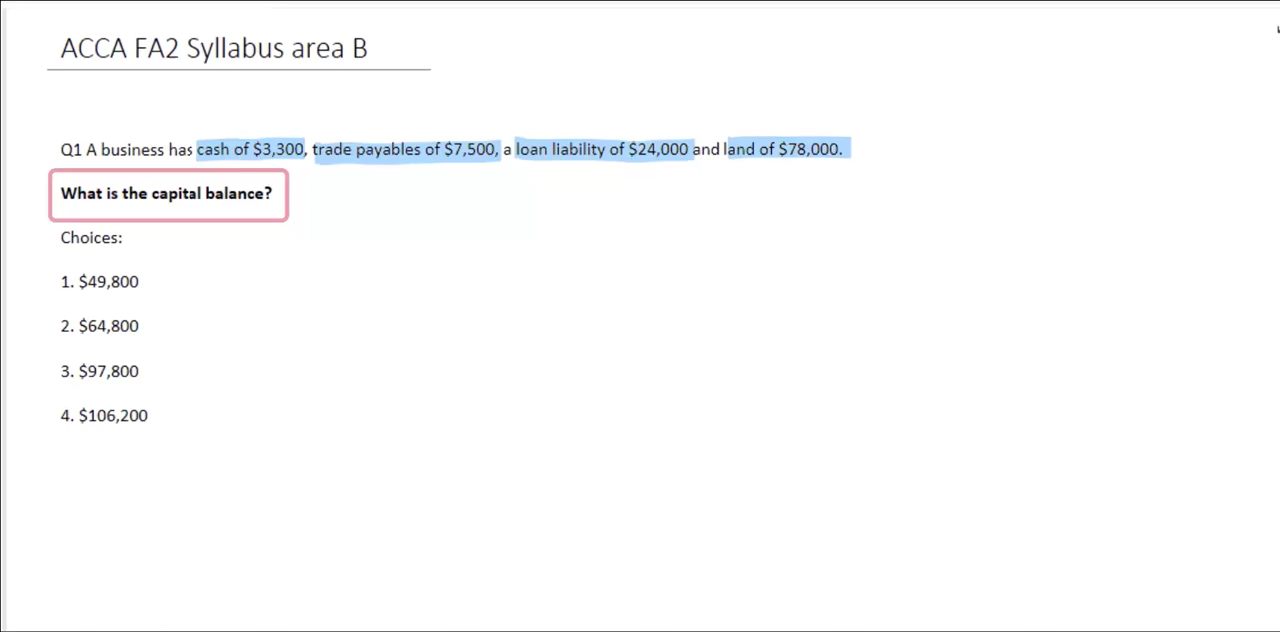 ACCA FA2 Syllabus area B
Q1 A business has cash of $3,300, trade payables of $7,500, a loan liability of $24,000 and land of $78,000.
What is the capital balance?
Choices:
1. $49,800
2. $64,800
3. $97,800
4. $106,200